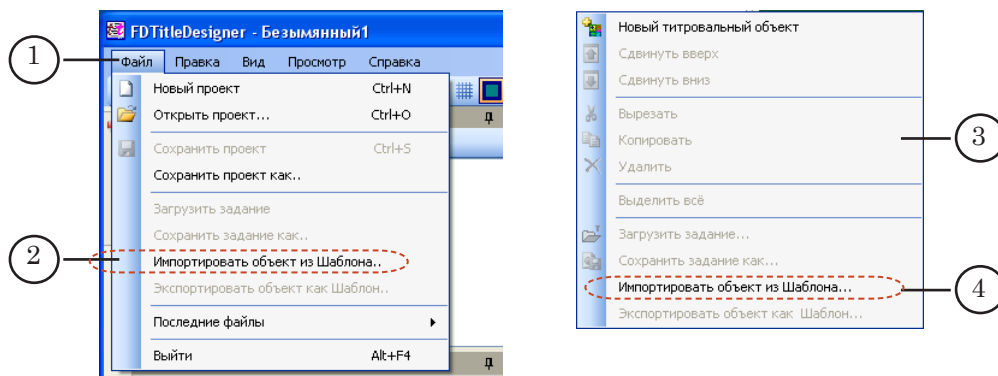 FDTitleDesigner - Безымянный1
1
Файл Правка Вид Просмотр Справка
Новый проект Ctrl+N
Открыть проект... Ctrl+O
Сохранить проект Ctrl+S
Сохранить проект как..
Загрузить задание
Сохранить задание как..
2
Импортировать объект из Шаблона..
Экспортировать объект как Шаблон..
Последние файлы
Выйти Alt+F4
Новый титровальный объект
Сдвинуть вверх
Сдвинуть вниз
Вырезать
Копировать
3
Удалить
Выделить всё
Загрузить задание...
Сохранить задание как...
Импортировать объект из Шаблона...
4
Экспортировать объект как Шаблон...